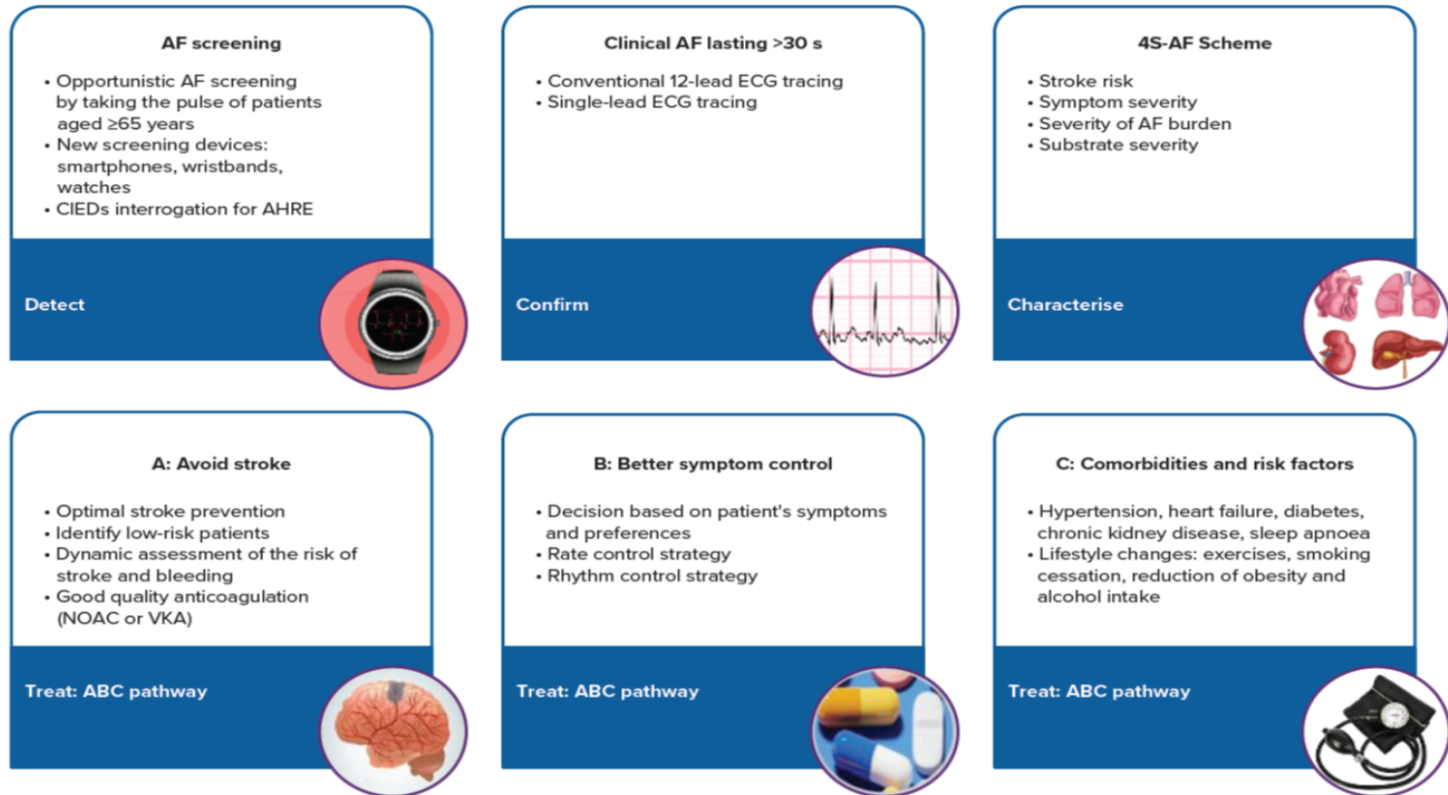 AF screening
• Opportunistic AF screening
by taking the pulse of patients
aged ≥65 years
• New screening devices:
smartphones, wristbands,
watches
• CIEDs interrogation for AHRE
Detect
Clinical AF lasting >30 s
• Conventional 12-lead ECG tracing
• Single-lead ECG tracing
Confirm
4S-AF Scheme
• Stroke risk
• Symptom severity
• Severity of AF burden
• Substrate severity
Characterise
A: Avoid stroke
• Optimal stroke prevention
• Identify low-risk patients
• Dynamic assessment of the risk of
stroke and bleeding
• Good quality anticoagulation
(NOAC or VKA)
Treat: ABC pathway
B: Better symptom control
• Decision based on patient's symptoms
and preferences
• Rate control strategy
• Rhythm control strategy
Treat: ABC pathway
C: Comorbidities and risk factors
• Hypertension, heart failure, diabetes,
chronic kidney disease, sleep apnoea
• Lifestyle changes: exercises, smoking
cessation, reduction of obesity and
alcohol intake
Treat: ABC pathway